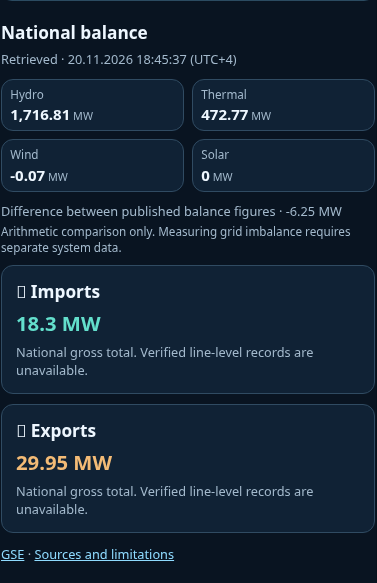 National balance
Retrieved · 20.11.2026 18:45:37 (UTC+4)
Hydro
1,716.81 MW
Thermal
472.77 MW
Wind
-0.07 MW
Solar
0 MW
Difference between published balance figures · -6.25 MW
Arithmetic comparison only. Measuring grid imbalance requires
separate system data.
Imports
18.3 MW
National gross total. Verified line-level records are
unavailable.
Exports
29.95 MW
National gross total. Verified line-level records are
unavailable.
GSE · Sources and limitations